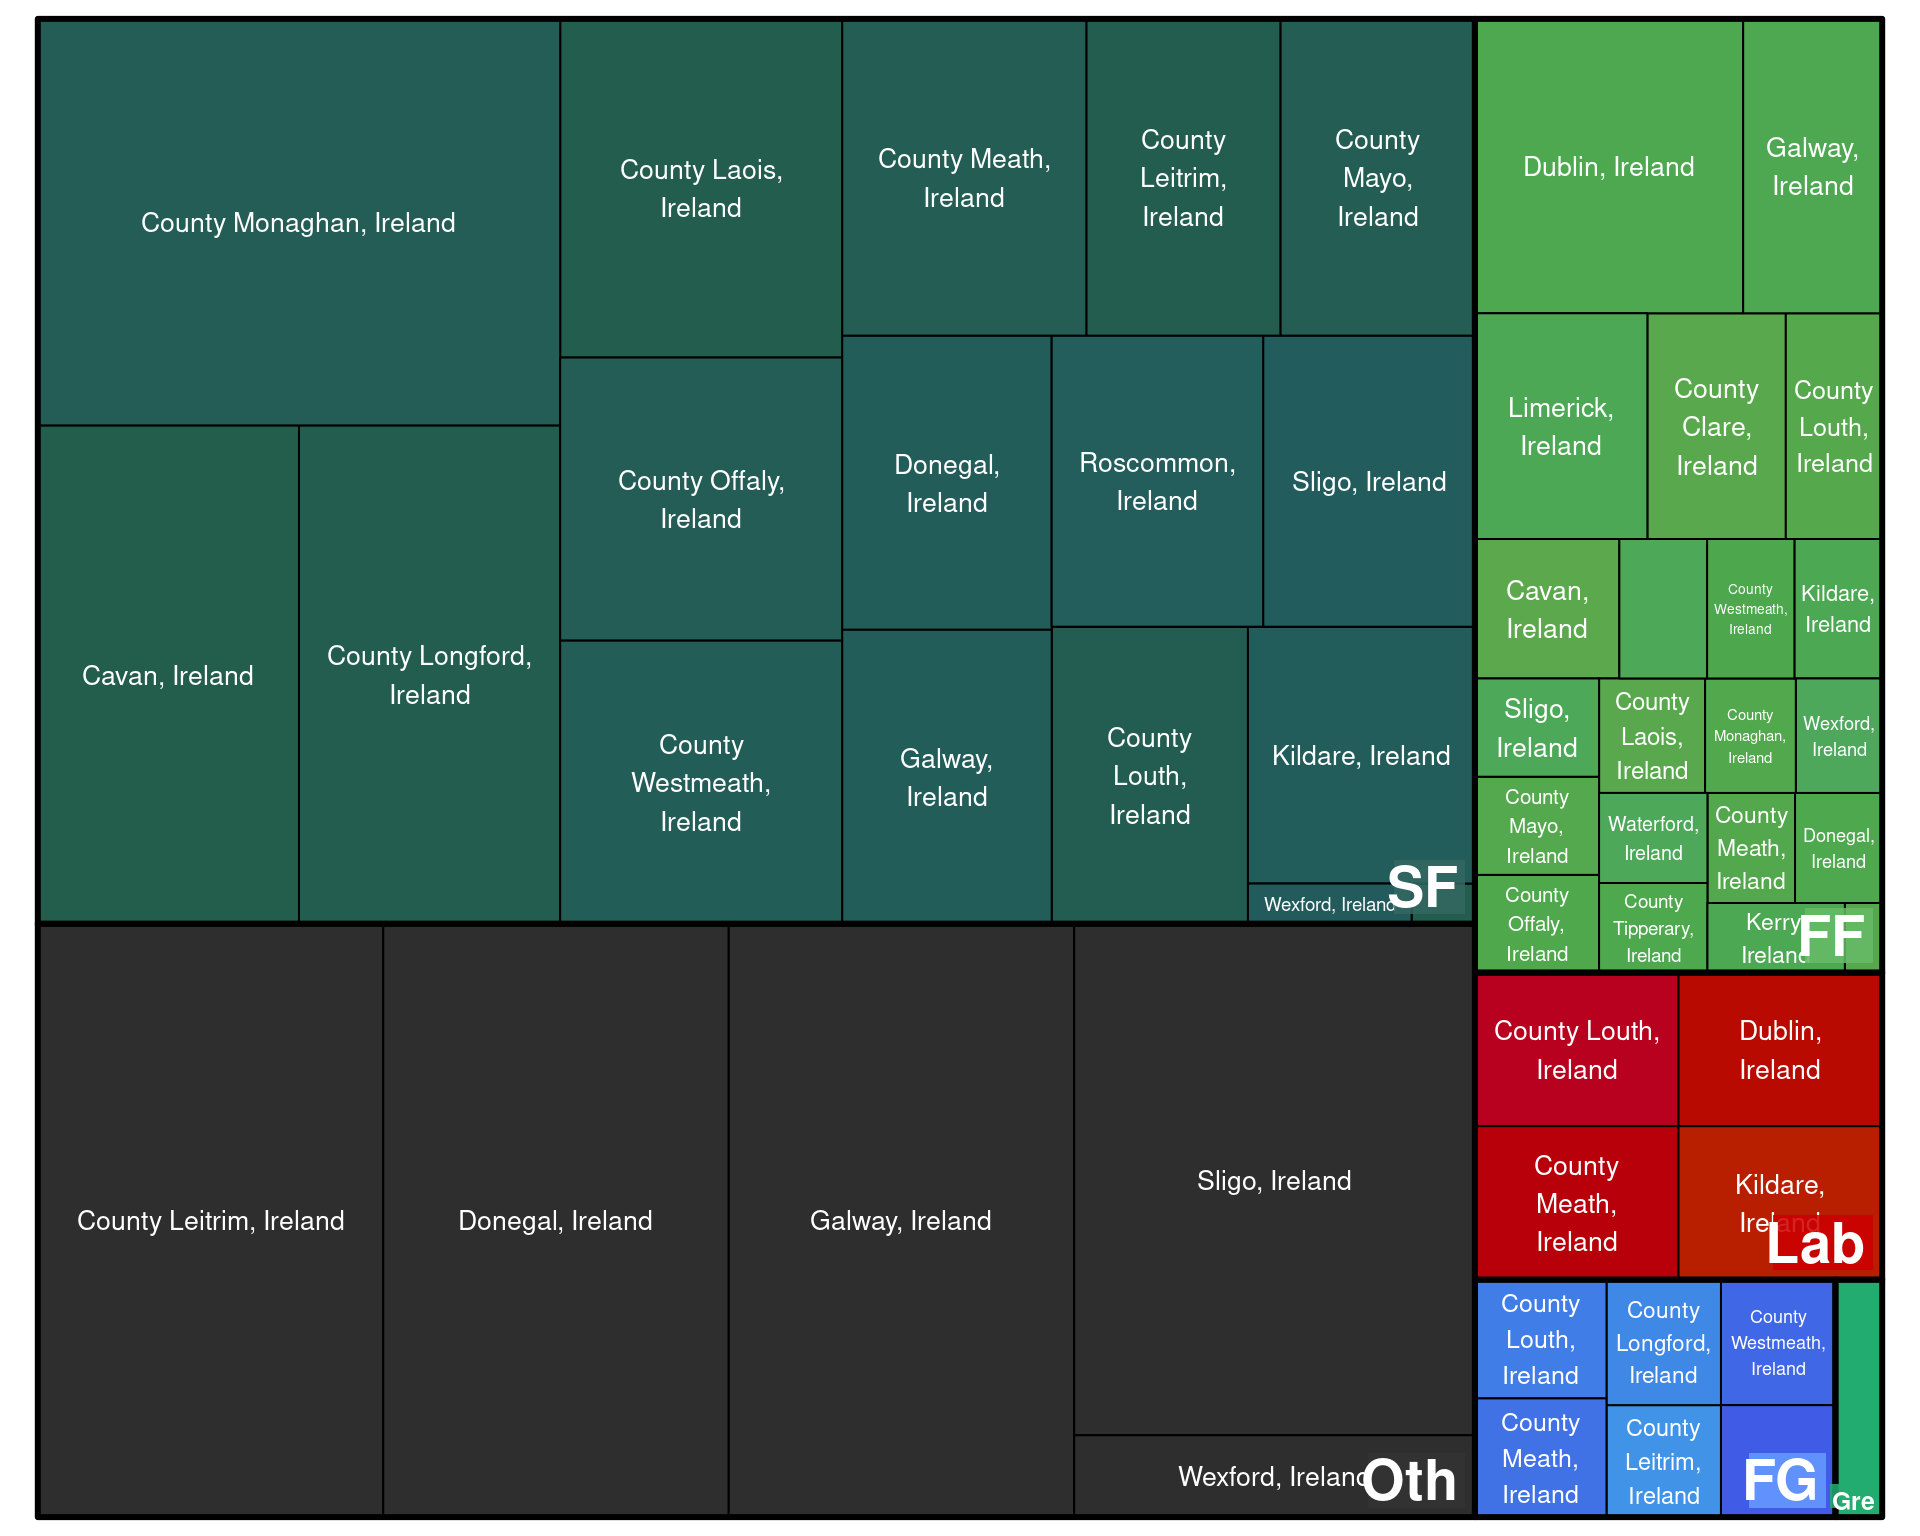 County Monaghan, Ireland
Cavan, Ireland
County Longford,
Ireland
County Laois,
Ireland
County Offaly,
Ireland
County
Westmeath,
Ireland
County Meath,
Ireland
County
Leitrim,
Ireland
County
Mayo,
Ireland
Donegal,
Ireland
Roscommon,
Ireland
Sligo, Ireland
Galway,
Ireland
County
Louth,
Ireland
Kildare, Ireland
Wexford, Ireland
SF
County Leitrim, Ireland
Donegal, Ireland
Galway, Ireland
Sligo, Ireland
Wexford, Ireland
Oth
Dublin, Ireland
Galway,
Ireland
Limerick,
Ireland
County
Clare,
Ireland
County
Louth,
Ireland
Cavan,
Ireland
County
Westmeath,
Ireland
Kildare,
Ireland
Sligo,
Ireland
County
Laois,
Ireland
County
Monaghan,
Ireland
Wexford,
Ireland
County
Mayo,
Ireland
Waterford,
Ireland
County
Meath,
Ireland
Donegal,
Ireland
County
Offaly,
Ireland
County
Tipperary,
Ireland
Kerry
Ireland
FF
County Louth,
Ireland
Dublin,
Ireland
County
Meath,
Ireland
Kildare,
Ireland
Lab
County
Louth,
Ireland
County
Longford,
Ireland
County
Westmeath,
Ireland
County
Meath,
Ireland
County
Leitrim,
Ireland
FG
Gre